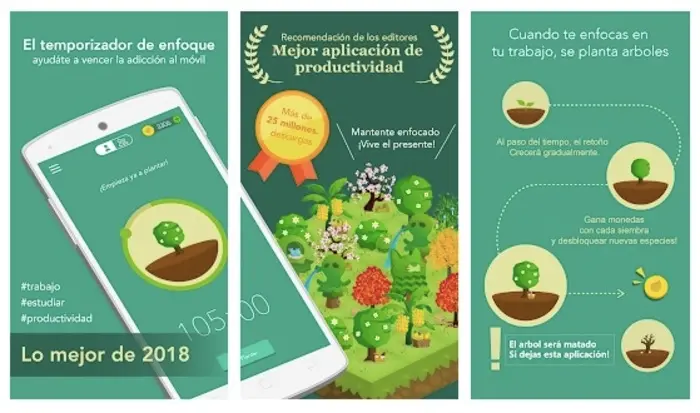 El temporizador de enfoque
ayudáte a vencer la adicción al móvil
3306
¡Empieza ya a plantar!
105:00
#trabajo
#estudiar
#productividad
Lo mejor de 2018
Recomendación de los editores
Mejor aplicación de
productividad
Más de
25 millones.
descargas
Mantente enfocado
¡Vive el presente!
Cuando te enfocas en
tu trabajo, se planta arboles
Al paso del tiempo, el retoño
Crecerá gradualmente.
Gana monedas
con cada siembra
y desbloquear nuevas especies!
! El arbol será matado
Si dejas esta aplicación!